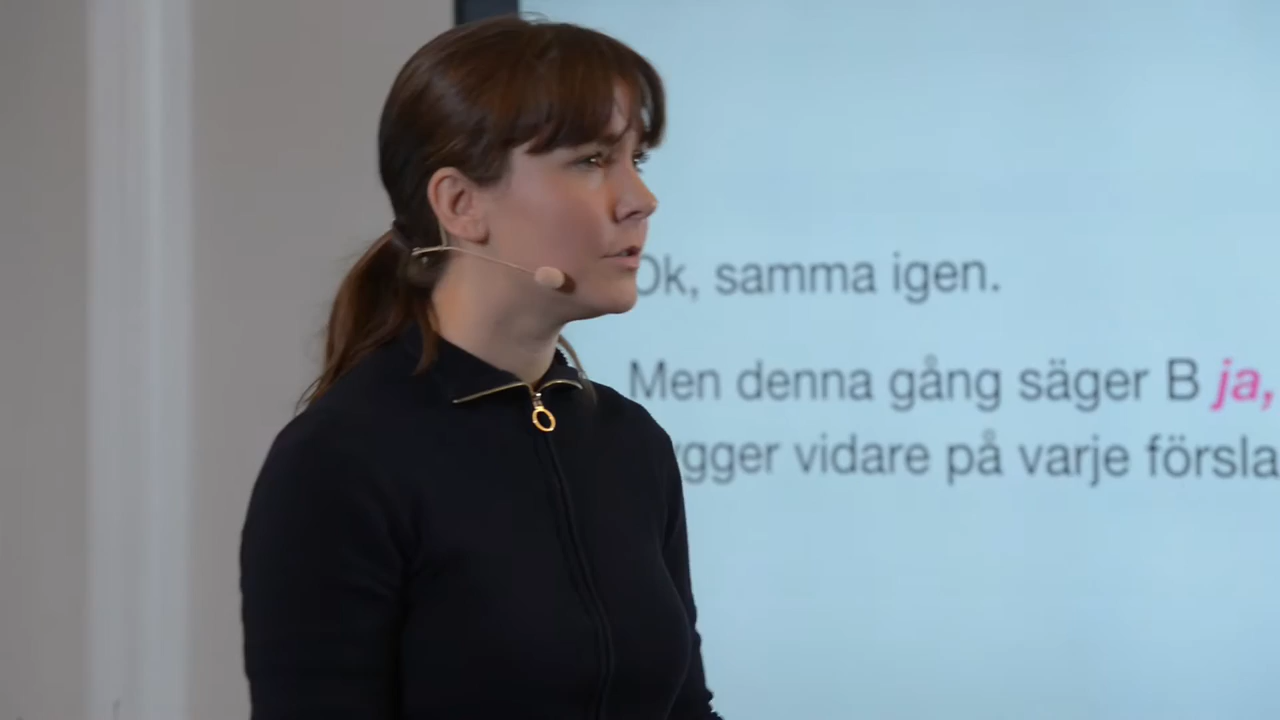 Ok, samma igen.
Men denna gång säger B ja,
vidare på varje